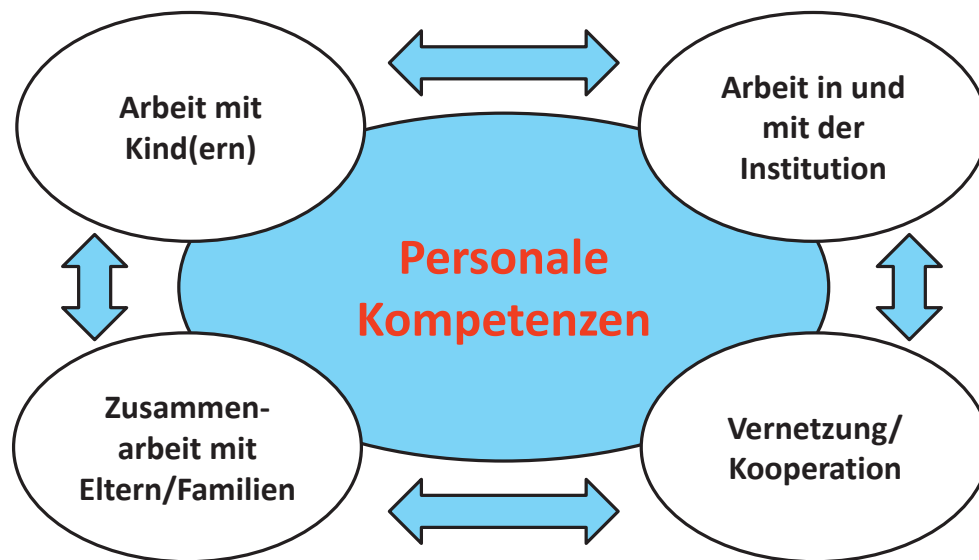 Arbeit mit
Kind(ern)
Arbeit in und
mit der
Institution
Personale
Kompetenzen
Zusammen-
arbeit mit
Eltern/Familien
Vernetzung/
Kooperation